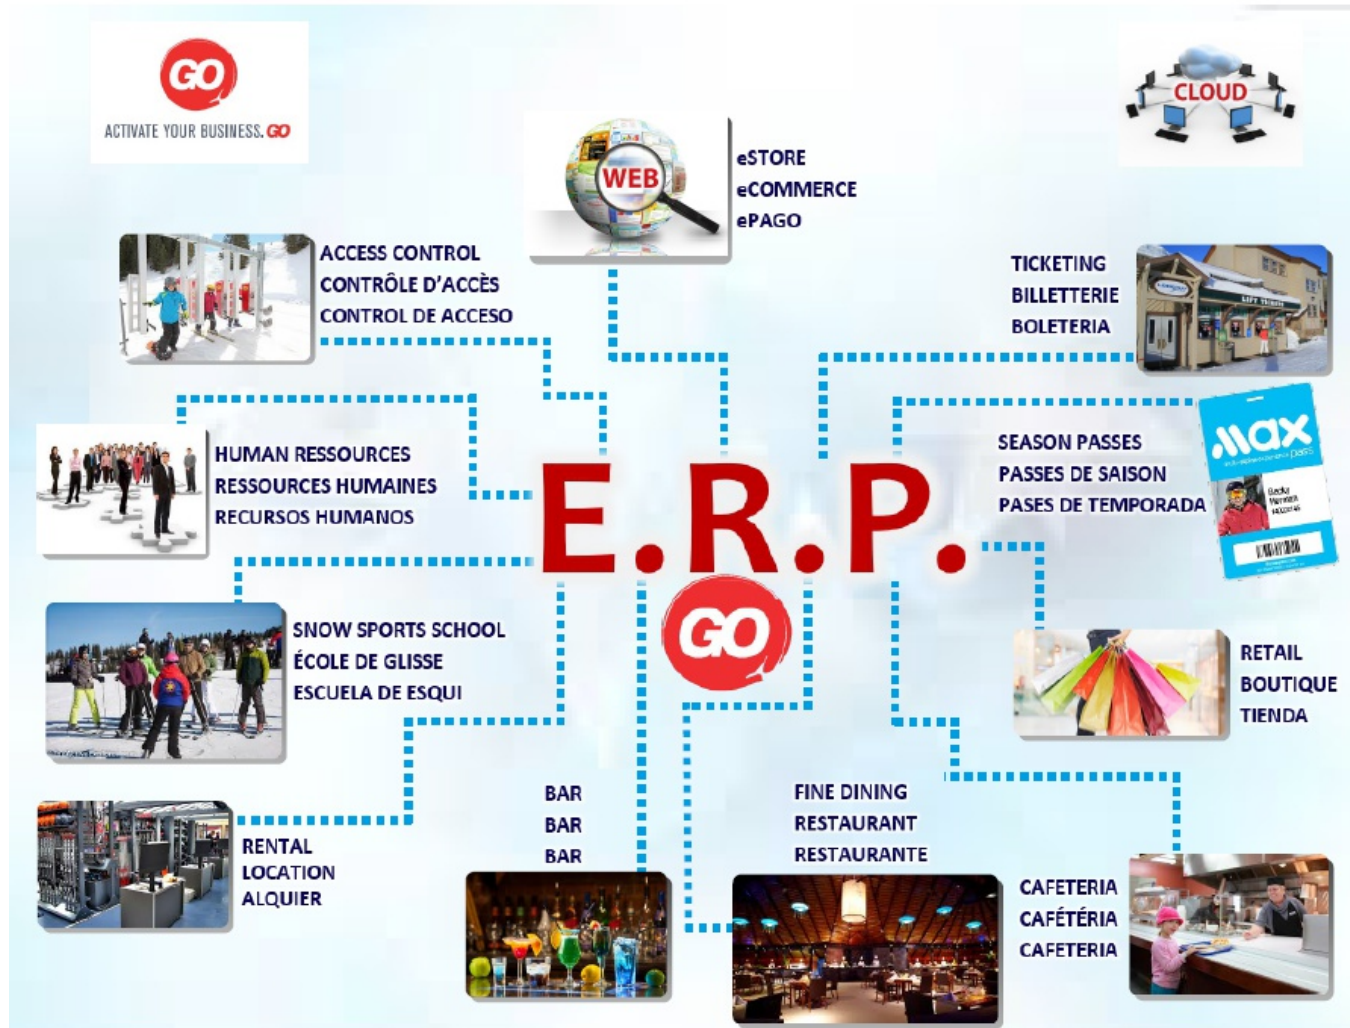 GO
ACTIVATE YOUR BUSINESS. GO
CLOUD
WEB
eSTORE
eCOMMERCE
ePAGO
ACCESS CONTROL
CONTRÔLE D'ACCÈS
CONTROL DE ACCESO
TICKETING
BILLETTERIE
BOLETERIA
LIFT TICKETS
HUMAN RESSOURCES
RESSOURCES HUMAINES
RECURSOS HUMANOS
SEASON PASSES
PASSES DE SAISON
PASES DE TEMPORADA
max
pass
E.R.P.
GO
SNOW SPORTS SCHOOL
ÉCOLE DE GLISSE
ESCUELA DE ESQUI
RETAIL
BOUTIQUE
TIENDA
RENTAL
LOCATION
ALQUIER
BAR
BAR
BAR
FINE DINING
RESTAURANT
RESTAURANTE
CAFETERIA
CAFÉTÉRIA
CAFETERIA